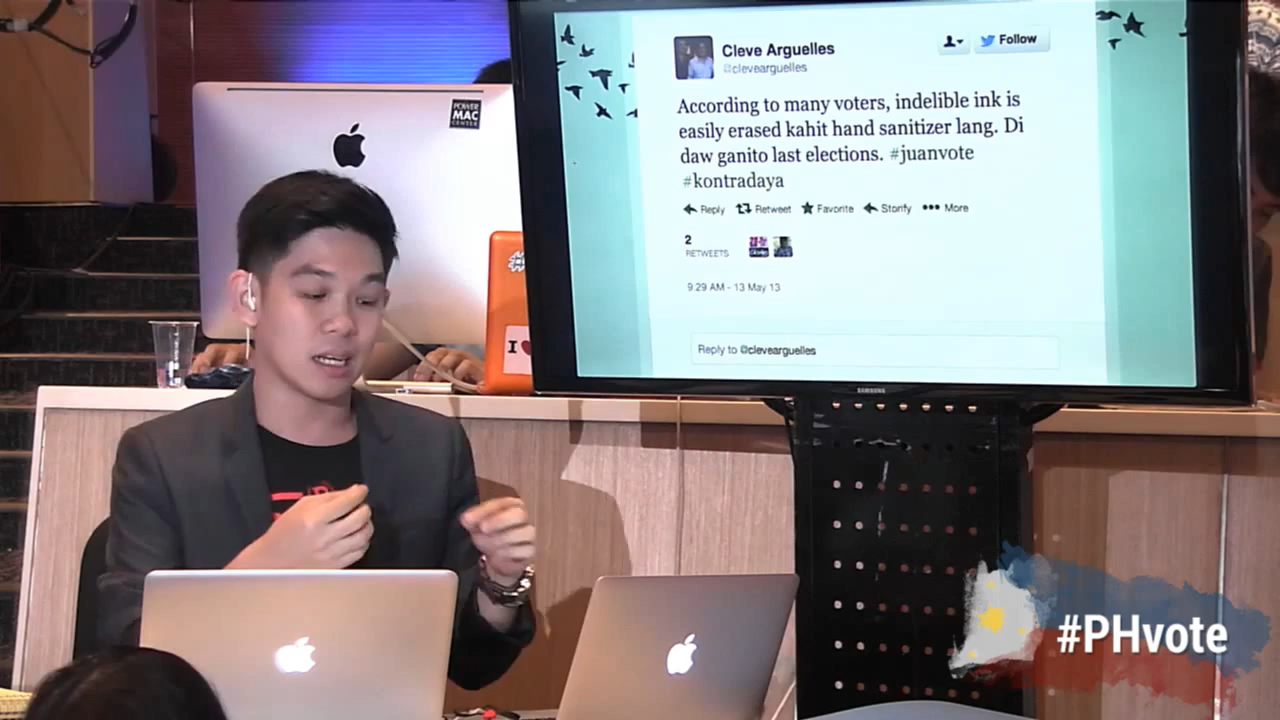 POWER
MAC
CENTER
Cleve Arguelles
@clevearguelles
Follow
According to many voters, indelible ink is
easily erased kahit hand sanitizer lang. Di
daw ganito last elections. #juanvote
#kontradaya
Reply Retweet Favorite Storify More
2
RETWEETS
9:29 AM - 13 May 13
Reply to @clevearguelles
SAMSUNG
#
I
#PHvote